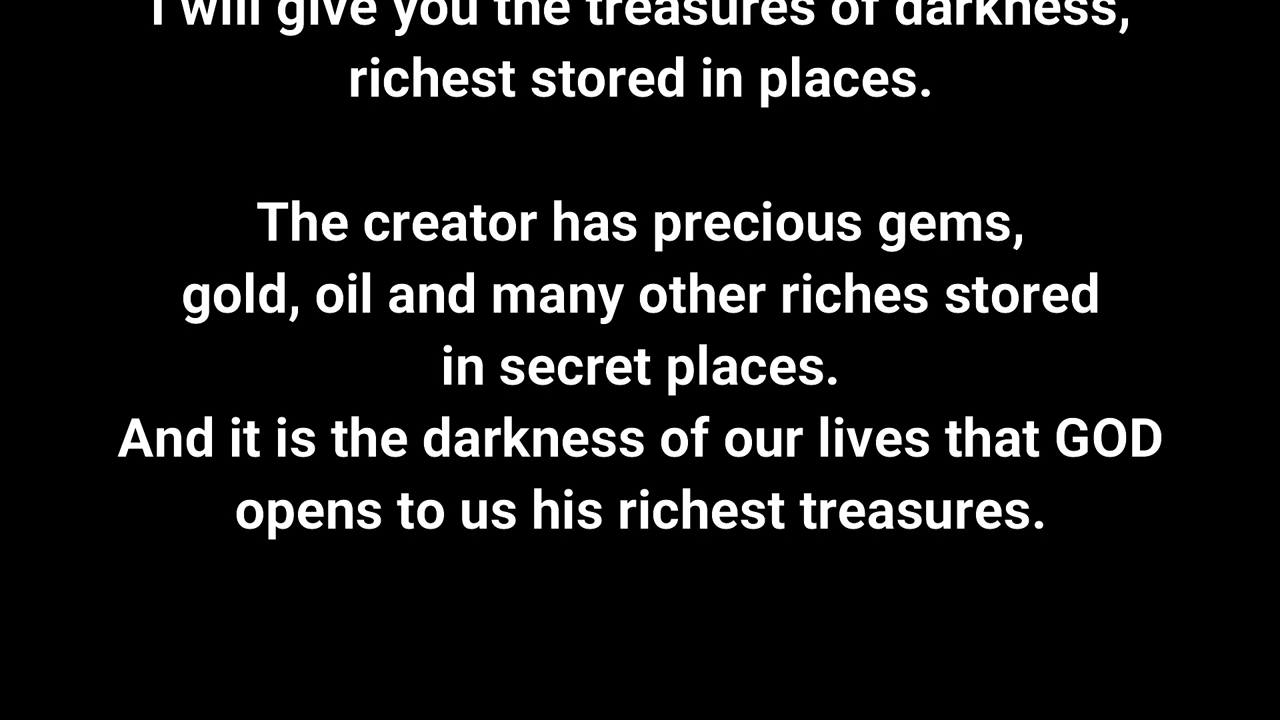 I will give you the treasures of darkness,
richest stored in places.
The creator has precious gems,
gold, oil and many other riches stored
in secret places.
And it is the darkness of our lives that GOD
opens to us his richest treasures.